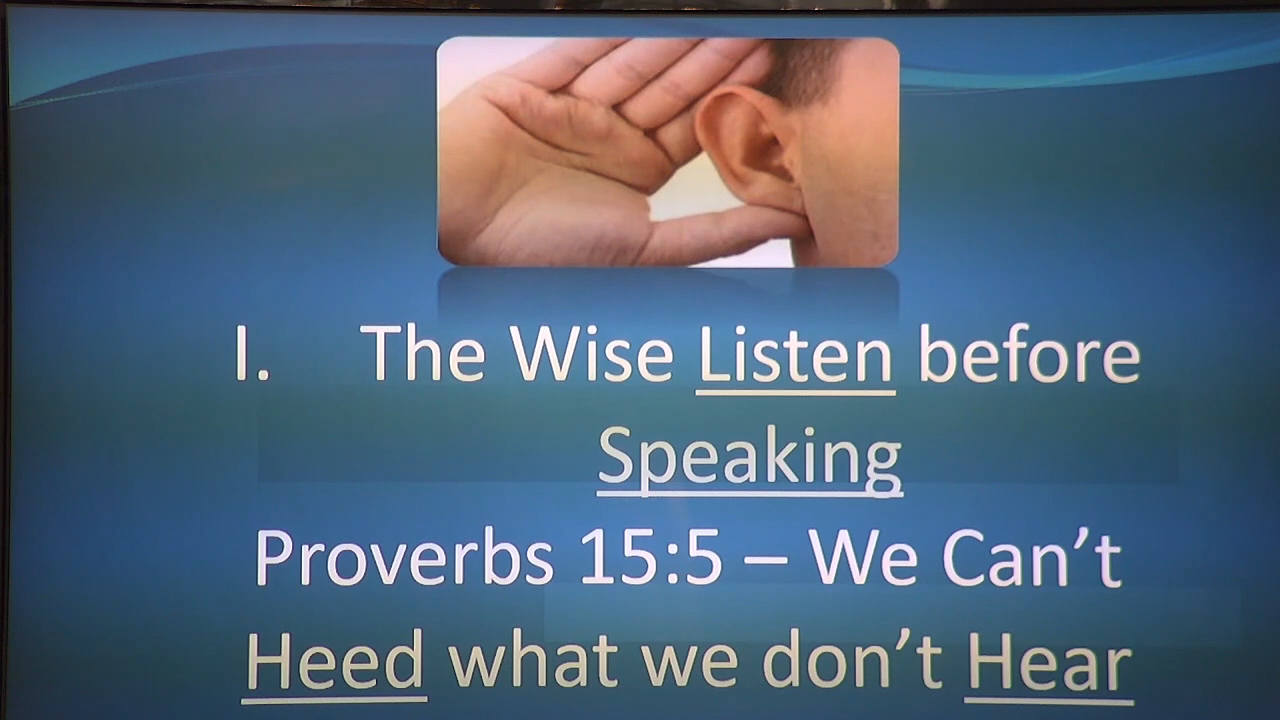 I. The Wise Listen before
Speaking
Proverbs 15:5 – We Can't
Heed what we don't Hear